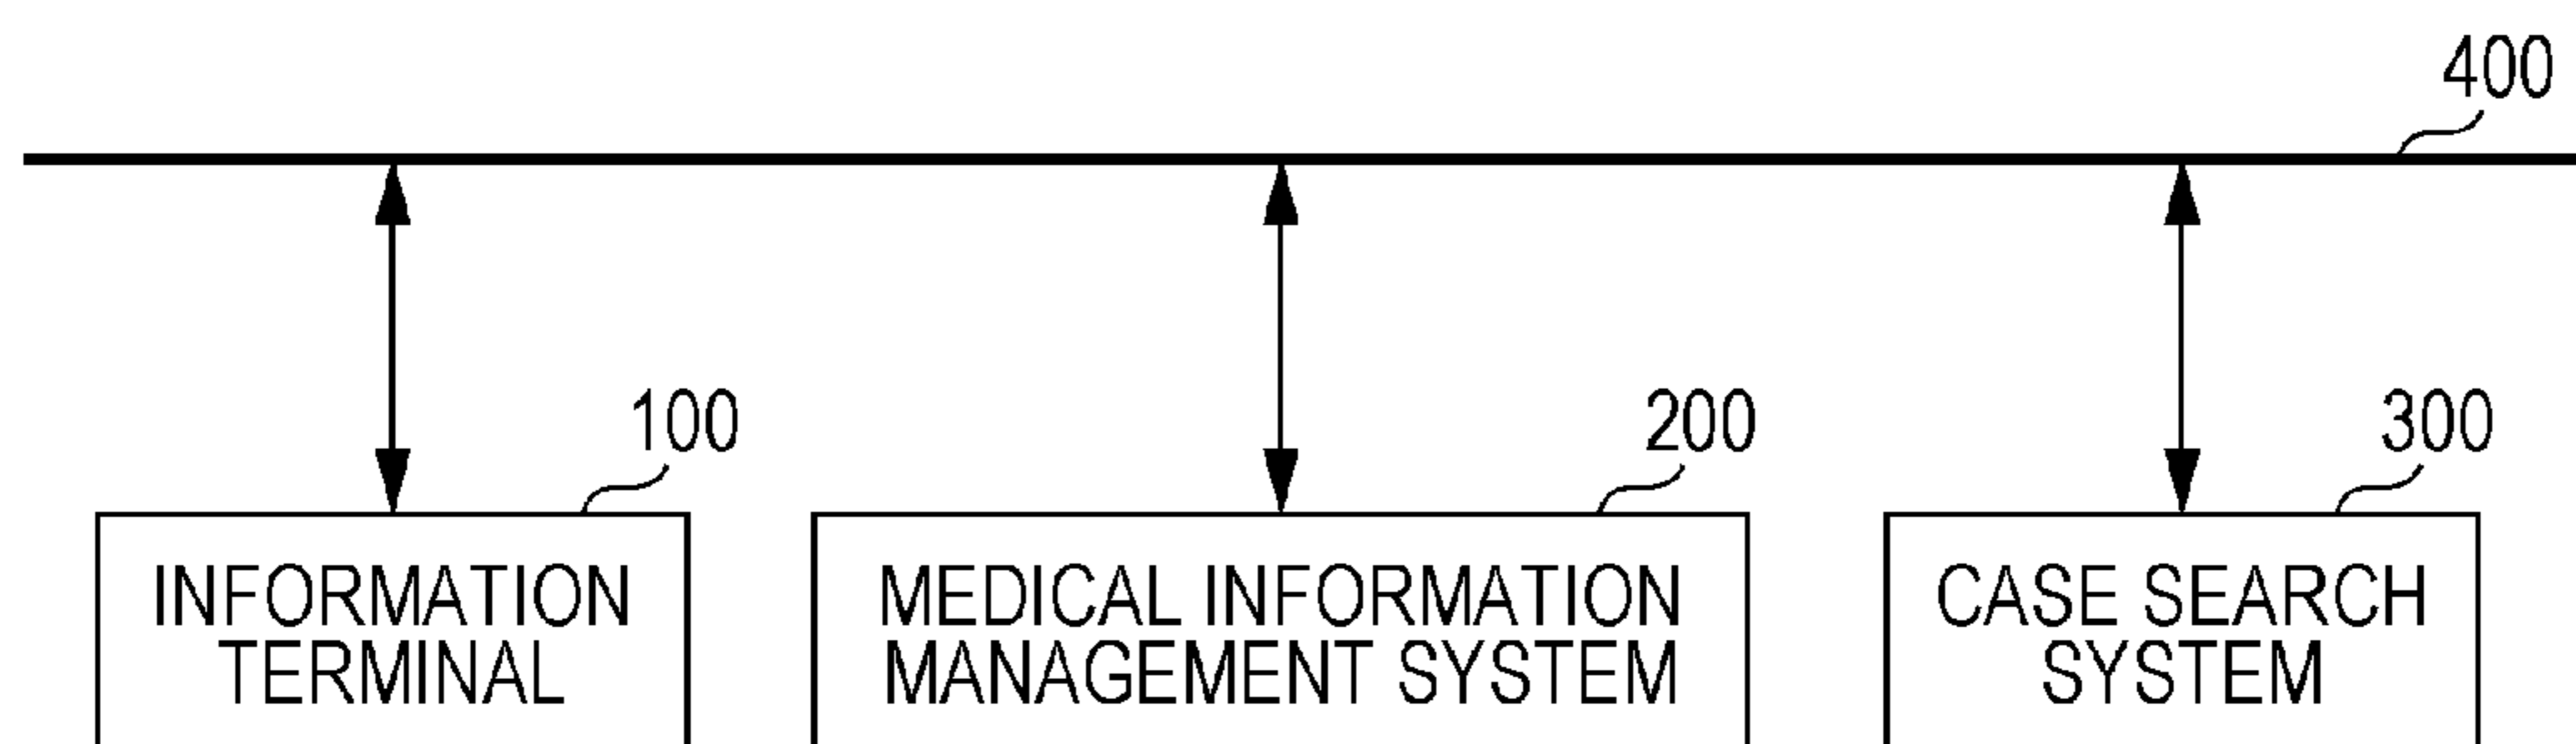 400
100
200
300
INFORMATION
TERMINAL
MEDICAL INFORMATION
MANAGEMENT SYSTEM
CASE SEARCH
SYSTEM